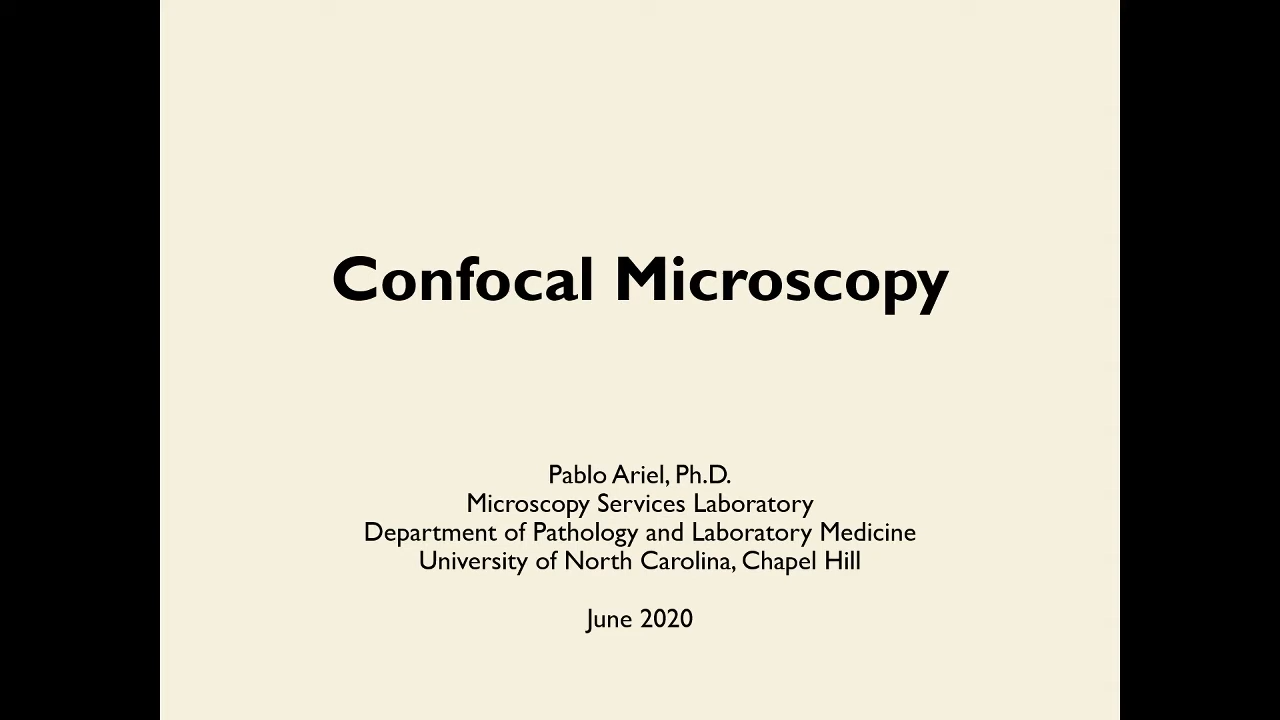 Confocal Microscopy
Pablo Ariel, Ph.D.
Microscopy Services Laboratory
Department of Pathology and Laboratory Medicine
University of North Carolina, Chapel Hill
June 2020